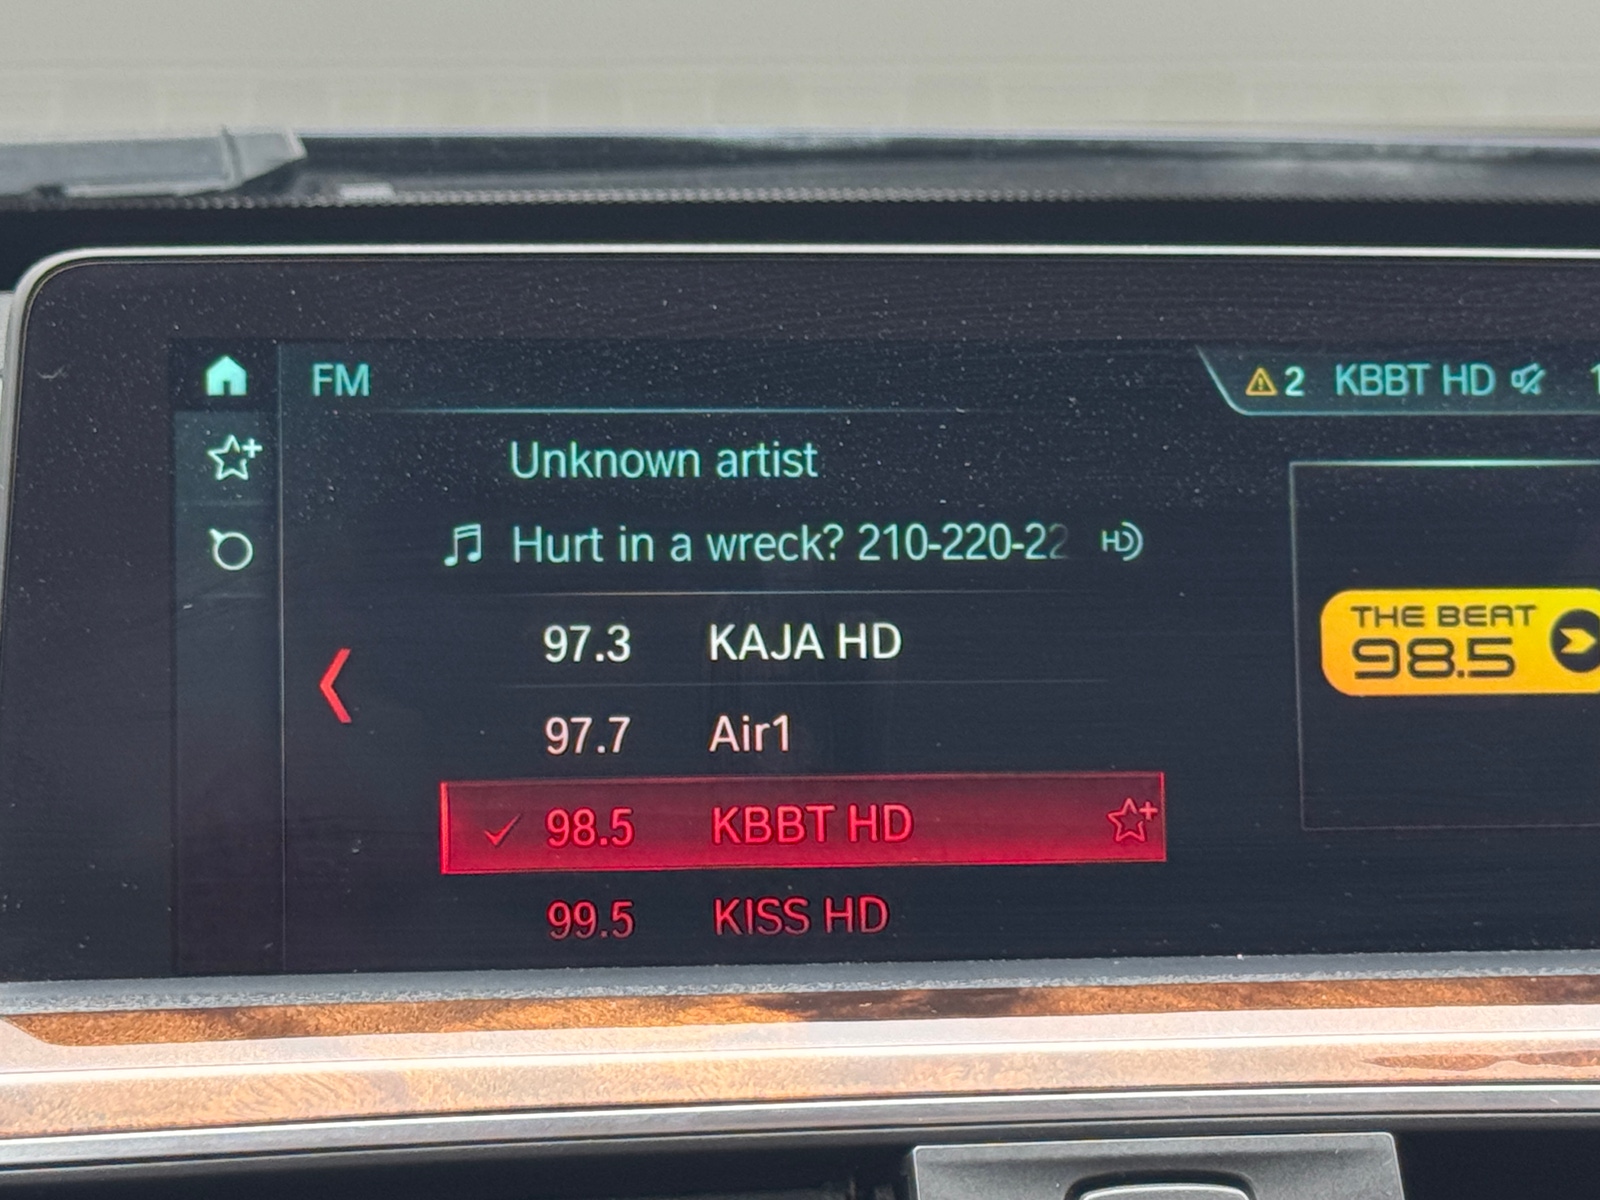 FM
2 KBBT HD
Unknown artist
Hurt in a wreck? 210-220-22
HD
97.3 KAJA HD
97.7 Air1
98.5 KBBT HD
99.5 KISS HD
THE BEAT
98.5